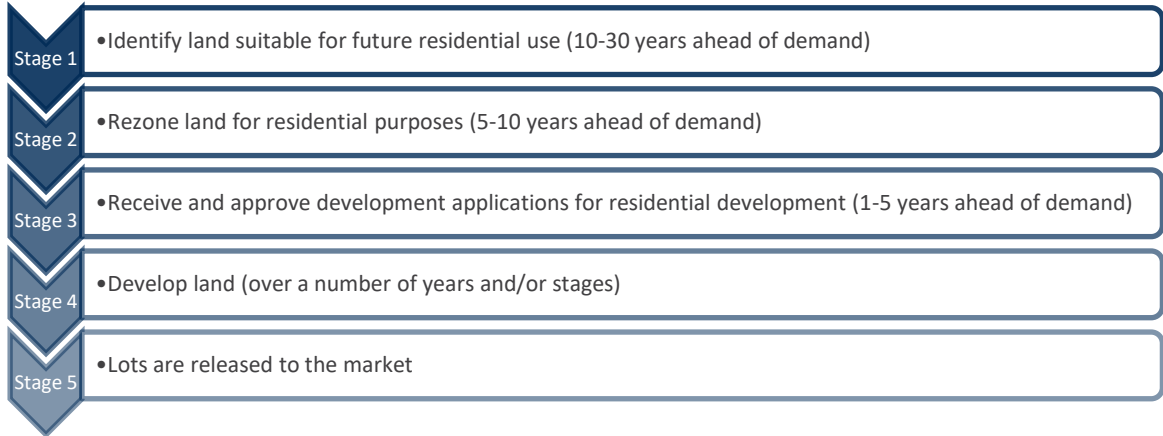 Stage 1
•Identify land suitable for future residential use (10-30 years ahead of demand)
Stage 2
•Rezone land for residential purposes (5-10 years ahead of demand)
Stage 3
•Receive and approve development applications for residential development (1-5 years ahead of demand)
Stage 4
•Develop land (over a number of years and/or stages)
Stage 5
•Lots are released to the market